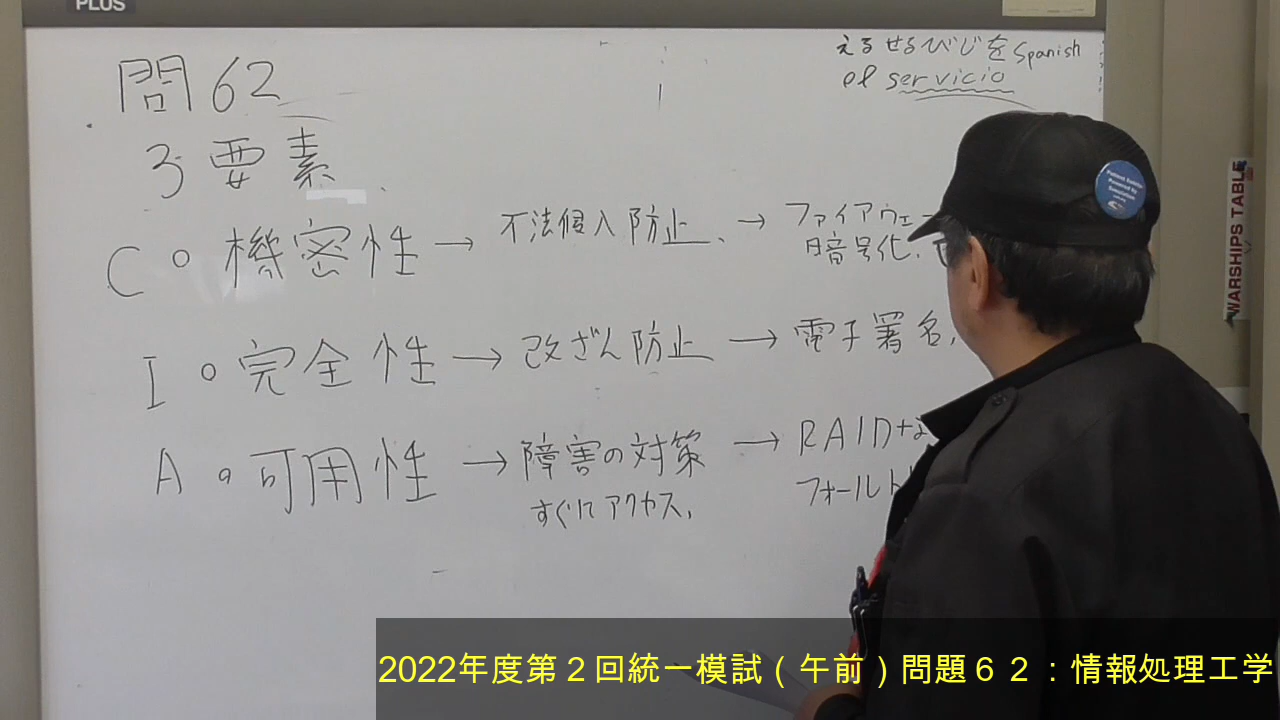 PLUS
えるせるびじを Spanish
el servicio
問62
3要素
C ○ 機密性 → 不法侵入防止、→ ファイアウォー
暗号化、
I ○ 完全性 → 改ざん防止 → 電子署名、
A ○ 可用性 → 障害の対策 → RAID
すぐにアクセス、
フォールト
WARSHIPS TABLE
2022年度第２回統一模試（午前）問題６２：情報処理工学